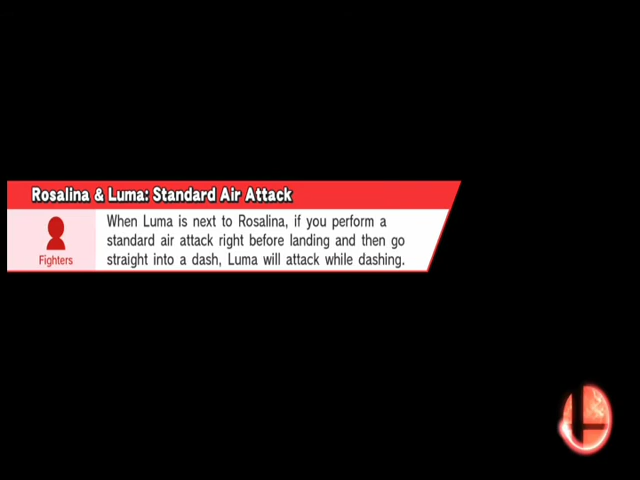 Rosalina & Luma: Standard Air Attack
When Luma is next to Rosalina, if you perform a
standard air attack right before landing and then go
straight into a dash, Luma will attack while dashing.
Fighters